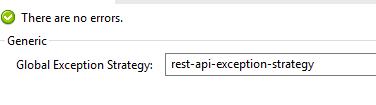 There are no errors.
Generic
Global Exception Strategy: rest-api-exception-strategy